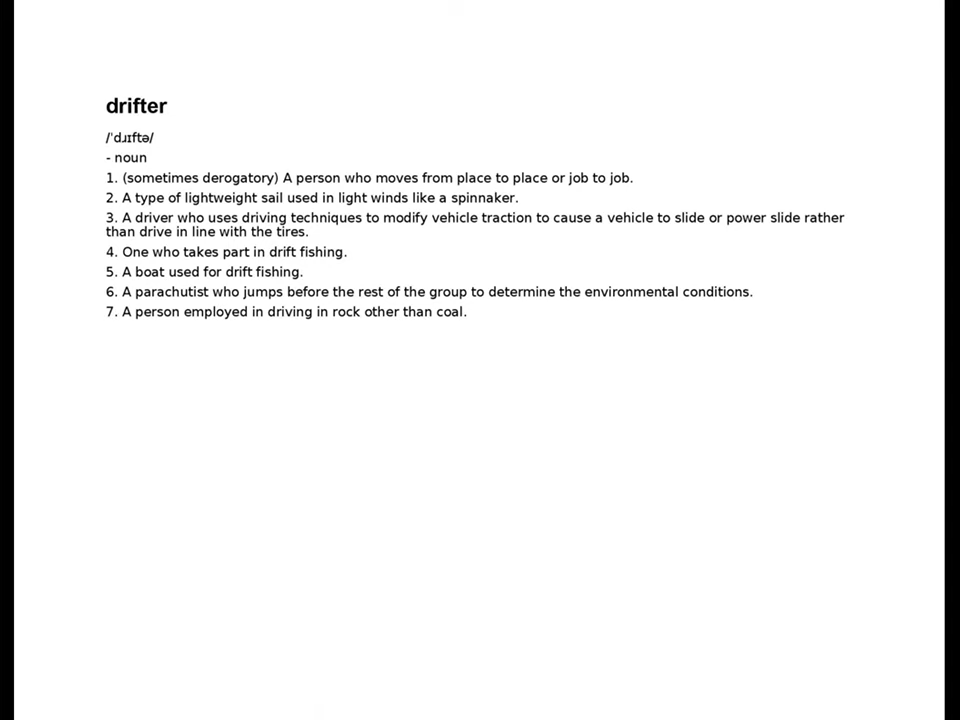 drifter
/ˈdɹɪftə/
- noun
1. (sometimes derogatory) A person who moves from place to place or job to job.
2. A type of lightweight sail used in light winds like a spinnaker.
3. A driver who uses driving techniques to modify vehicle traction to cause a vehicle to slide or power slide rather
than drive in line with the tires.
4. One who takes part in drift fishing.
5. A boat used for drift fishing.
6. A parachutist who jumps before the rest of the group to determine the environmental conditions.
7. A person employed in driving in rock other than coal.